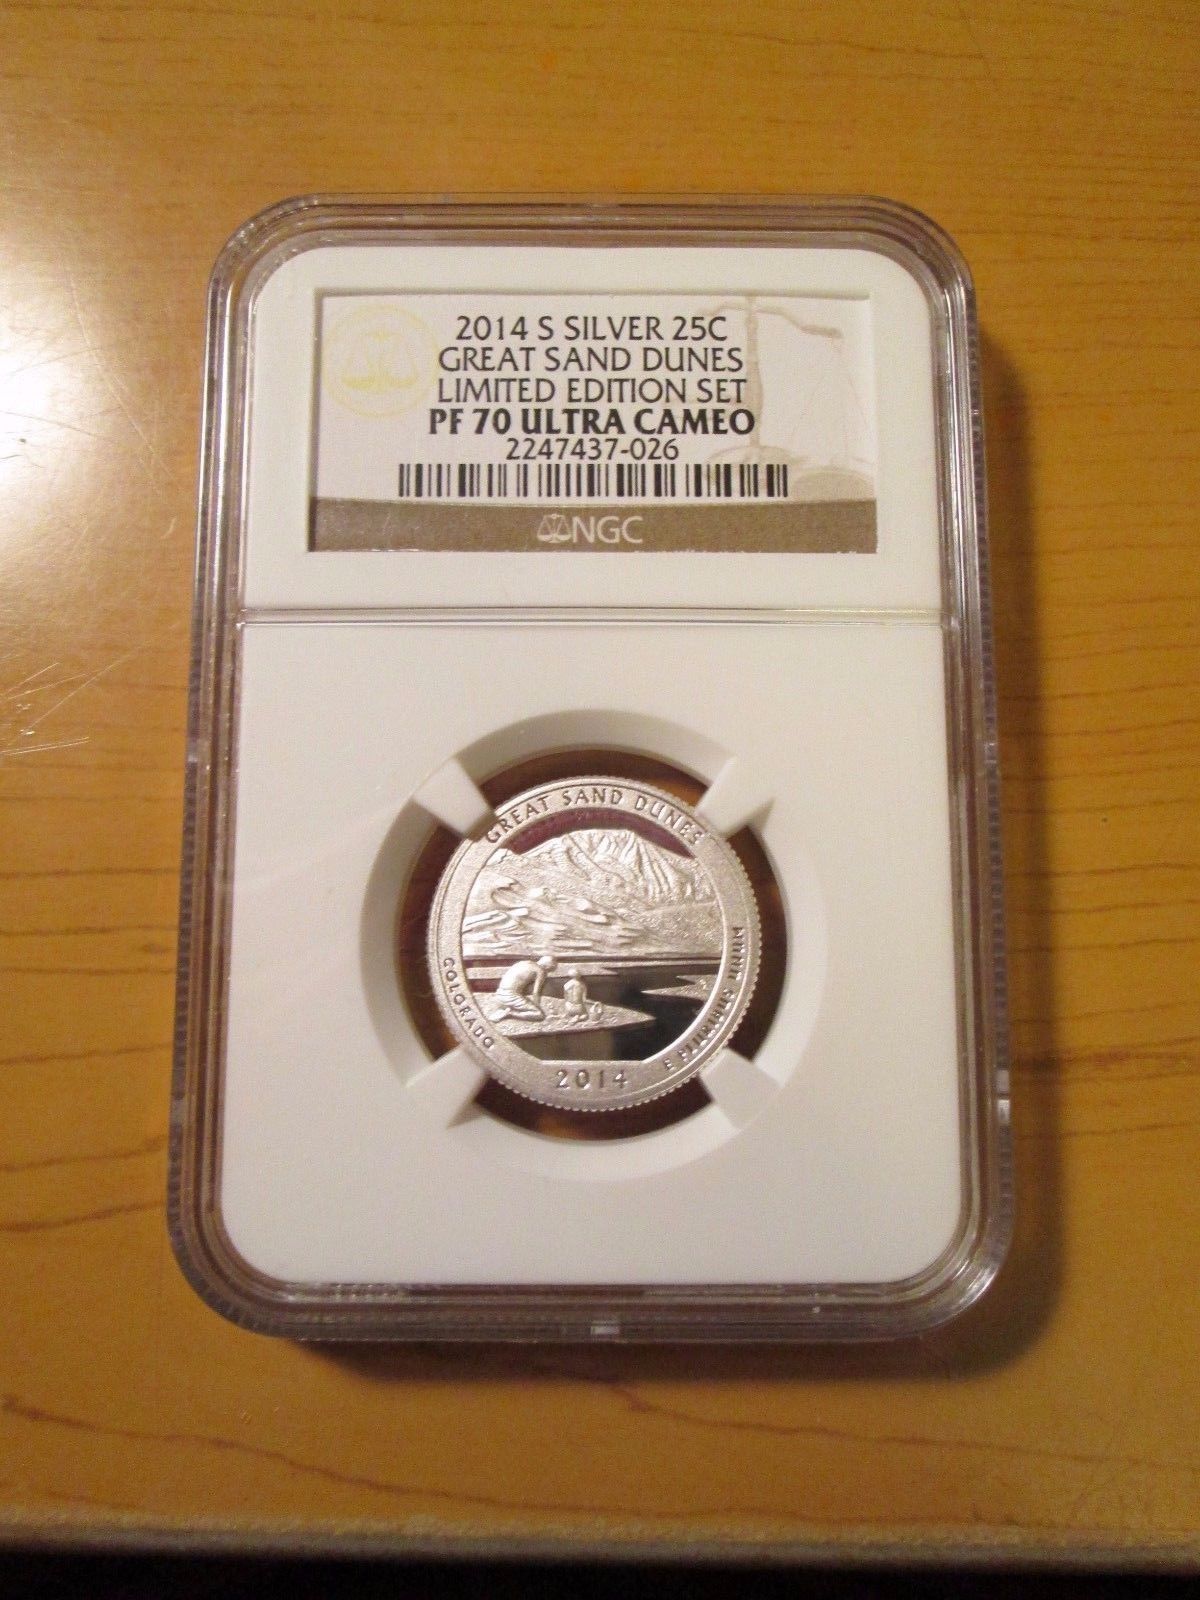 2014 S SILVER 25C
GREAT SAND DUNES
LIMITED EDITION SET
PF 70 ULTRA CAMEO
2247437-026
NGC
GREAT SAND DUNES
COLORADO
2014
E PLURIBUS UNUM